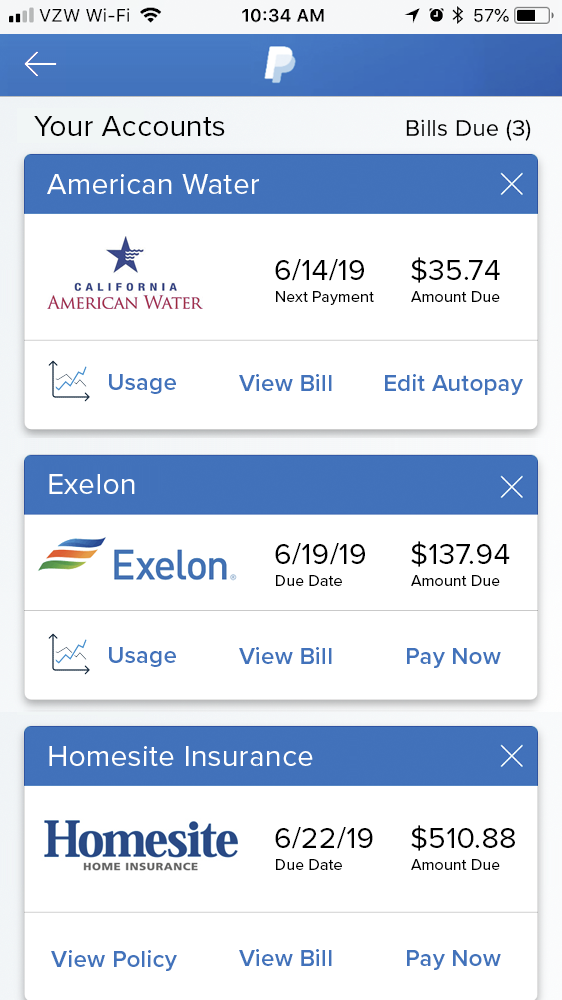 VZW Wi-Fi 10:34 AM 57%
Your Accounts Bills Due (3)
American Water
CALIFORNIA
AMERICAN WATER
6/14/19 $35.74
Next Payment Amount Due
Usage View Bill Edit Autopay
Exelon
Exelon®
6/19/19 $137.94
Due Date Amount Due
Usage View Bill Pay Now
Homesite Insurance
Homesite
HOME INSURANCE
6/22/19 $510.88
Due Date Amount Due
View Policy View Bill Pay Now